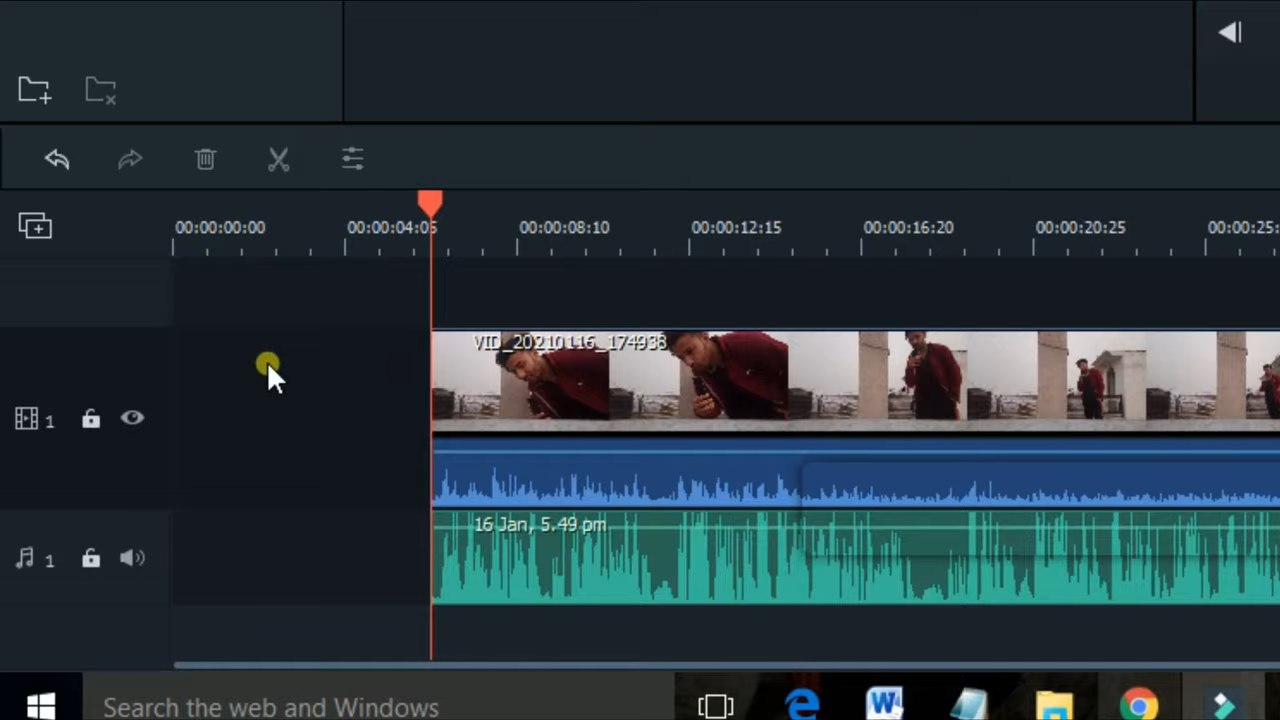 00:00:00:00 00:00:04:05 00:00:08:10 00:00:12:15 00:00:16:20 00:00:20:25 00:00:25:
VID_20210116_174938
1
16 Jan, 5.49 pm
1
Search the web and Windows